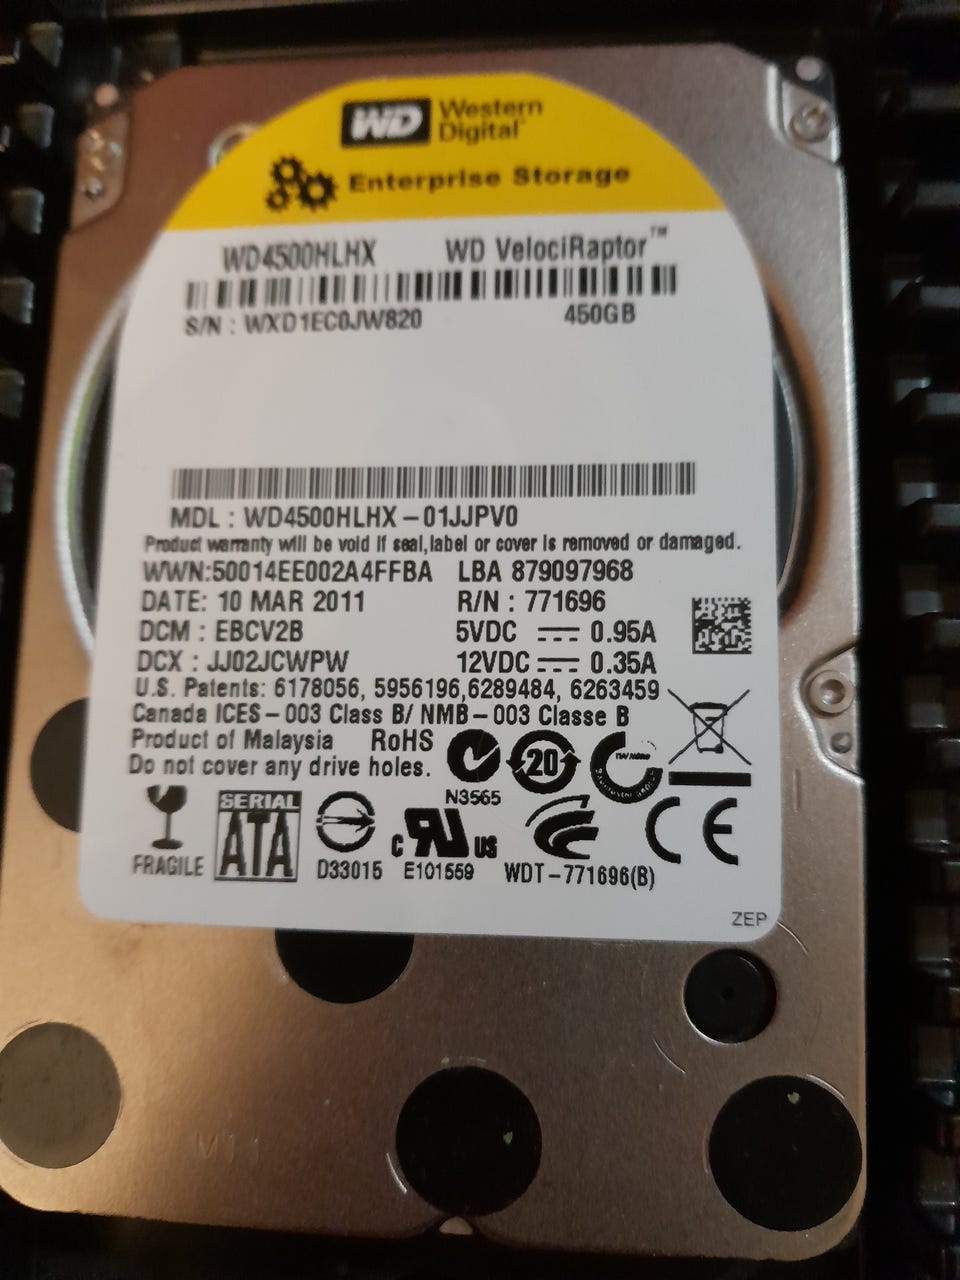 WD Western Digital
Enterprise Storage
WD4500HLHX WD VelociRaptor™
S/N : WXD1EC0JW820 450GB
MDL : WD4500HLHX – 01JJPV0
Product warranty will be void if seal,label or cover is removed or damaged.
WWN:50014EE002A4FFBA LBA 879097968
DATE: 10 MAR 2011 R/N : 771696
DCM : EBCV2B 5VDC 0.95A
DCX : JJ02JCWPW 12VDC 0.35A
U.S. Patents: 6178056, 5956196,6289484, 6263459
Canada ICES – 003 Class B/ NMB – 003 Classe B
Product of Malaysia RoHS
Do not cover any drive holes.
20
N3565
FRAGILE
SERIAL
ATA
D33015
C US
E101559
WDT – 771696(B)
CE
ZEP
M11